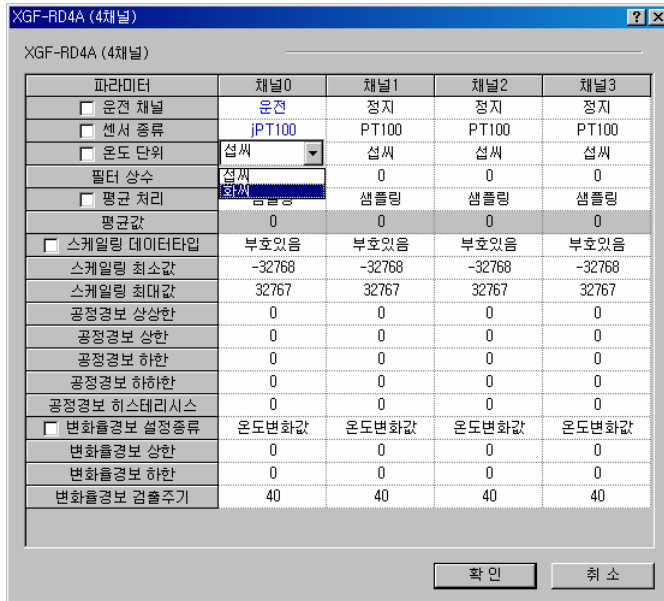 XGF-RD4A (4채널)
XGF-RD4A (4채널)
파라미터 채널0 채널1 채널2 채널3
운전 채널 운전 정지 정지 정지
센서 종류 jPT100 PT100 PT100 PT100
온도 단위 섭씨 섭씨 섭씨 섭씨
필터 상수 섭씨 0 0 0
화씨
평균 처리 샘플링 샘플링 샘플링 샘플링
평균값 0 0 0 0
스케일링 데이터타입 부호있음 부호있음 부호있음 부호있음
스케일링 최소값 -32768 -32768 -32768 -32768
스케일링 최대값 32767 32767 32767 32767
공정경보 상상한 0 0 0 0
공정경보 상한 0 0 0 0
공정경보 하한 0 0 0 0
공정경보 하하한 0 0 0 0
공정경보 히스테리시스 0 0 0 0
변화율경보 설정종류 온도변화값 온도변화값 온도변화값 온도변화값
변화율경보 상한 0 0 0 0
변화율경보 하한 0 0 0 0
변화율경보 검출주기 40 40 40 40
확 인 취 소